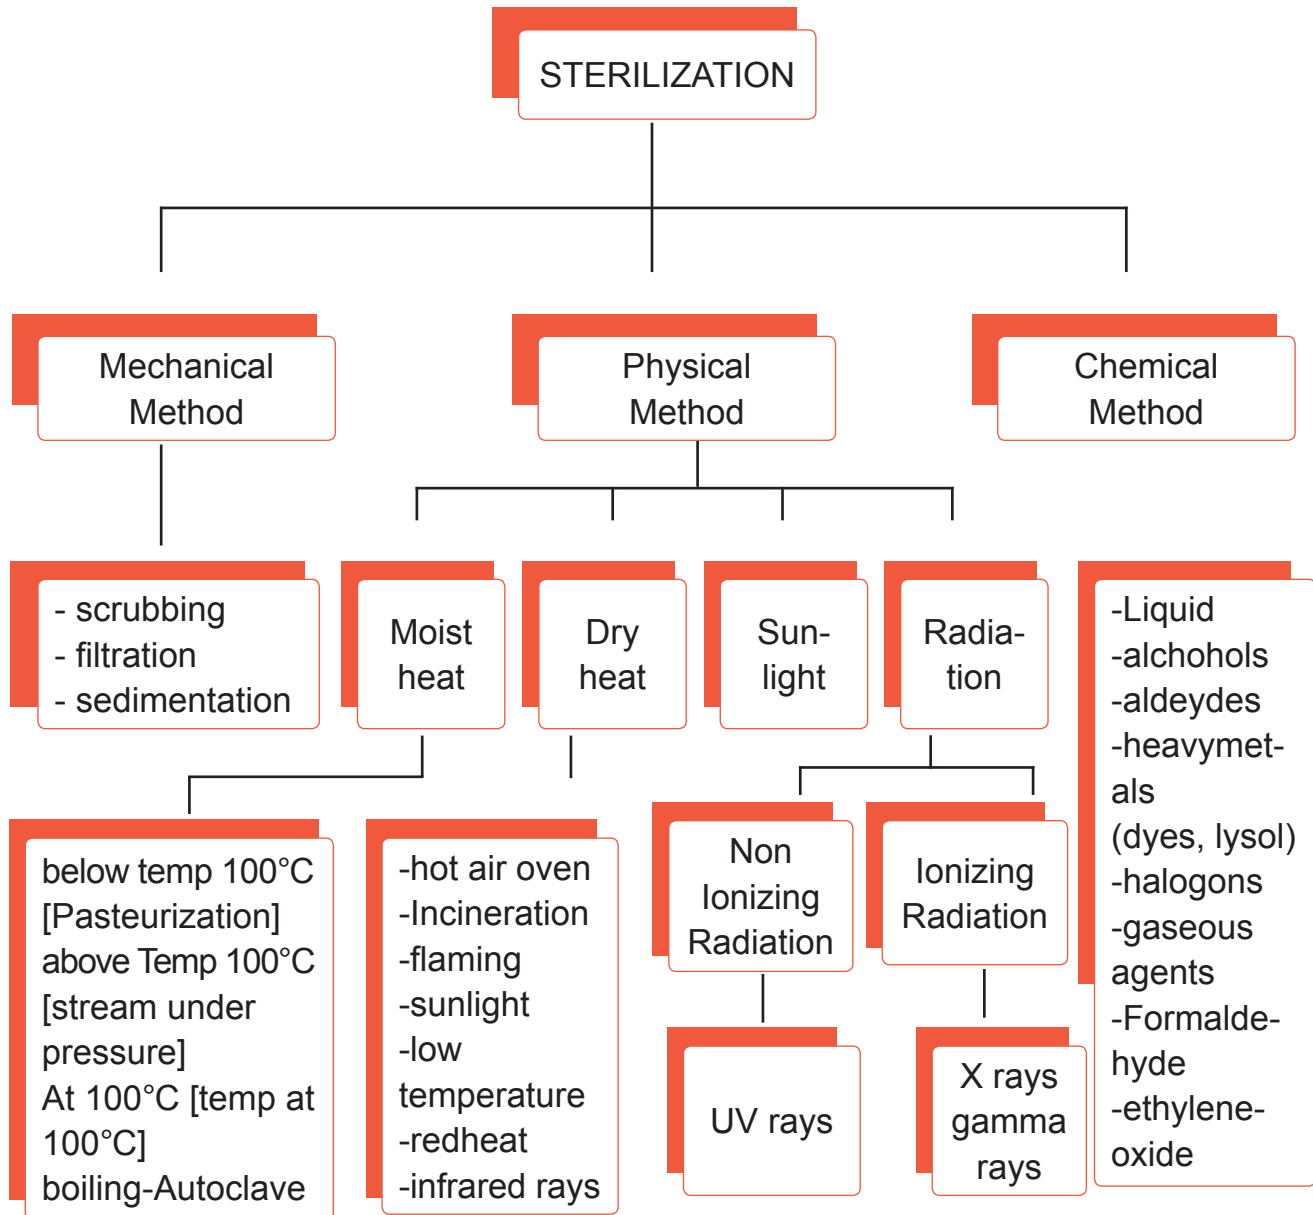 STERILIZATION
Mechanical
Method
Physical
Method
Chemical
Method
- scrubbing
- filtration
- sedimentation
Moist
heat
Dry
heat
Sun-
light
Radia-
tion
-Liquid
-alchohols
-aldeydes
-heavymet-
als
(dyes, lysol)
-halogons
-gaseous
agents
-Formalde-
hyde
-ethylene-
oxide
below temp 100°C
[Pasteurization]
above Temp 100°C
[stream under
pressure]
At 100°C [temp at
100°C]
boiling-Autoclave
-hot air oven
-Incineration
-flaming
-sunlight
-low
temperature
-redheat
-infrared rays
Non
Ionizing
Radiation
Ionizing
Radiation
UV rays
X rays
gamma
rays